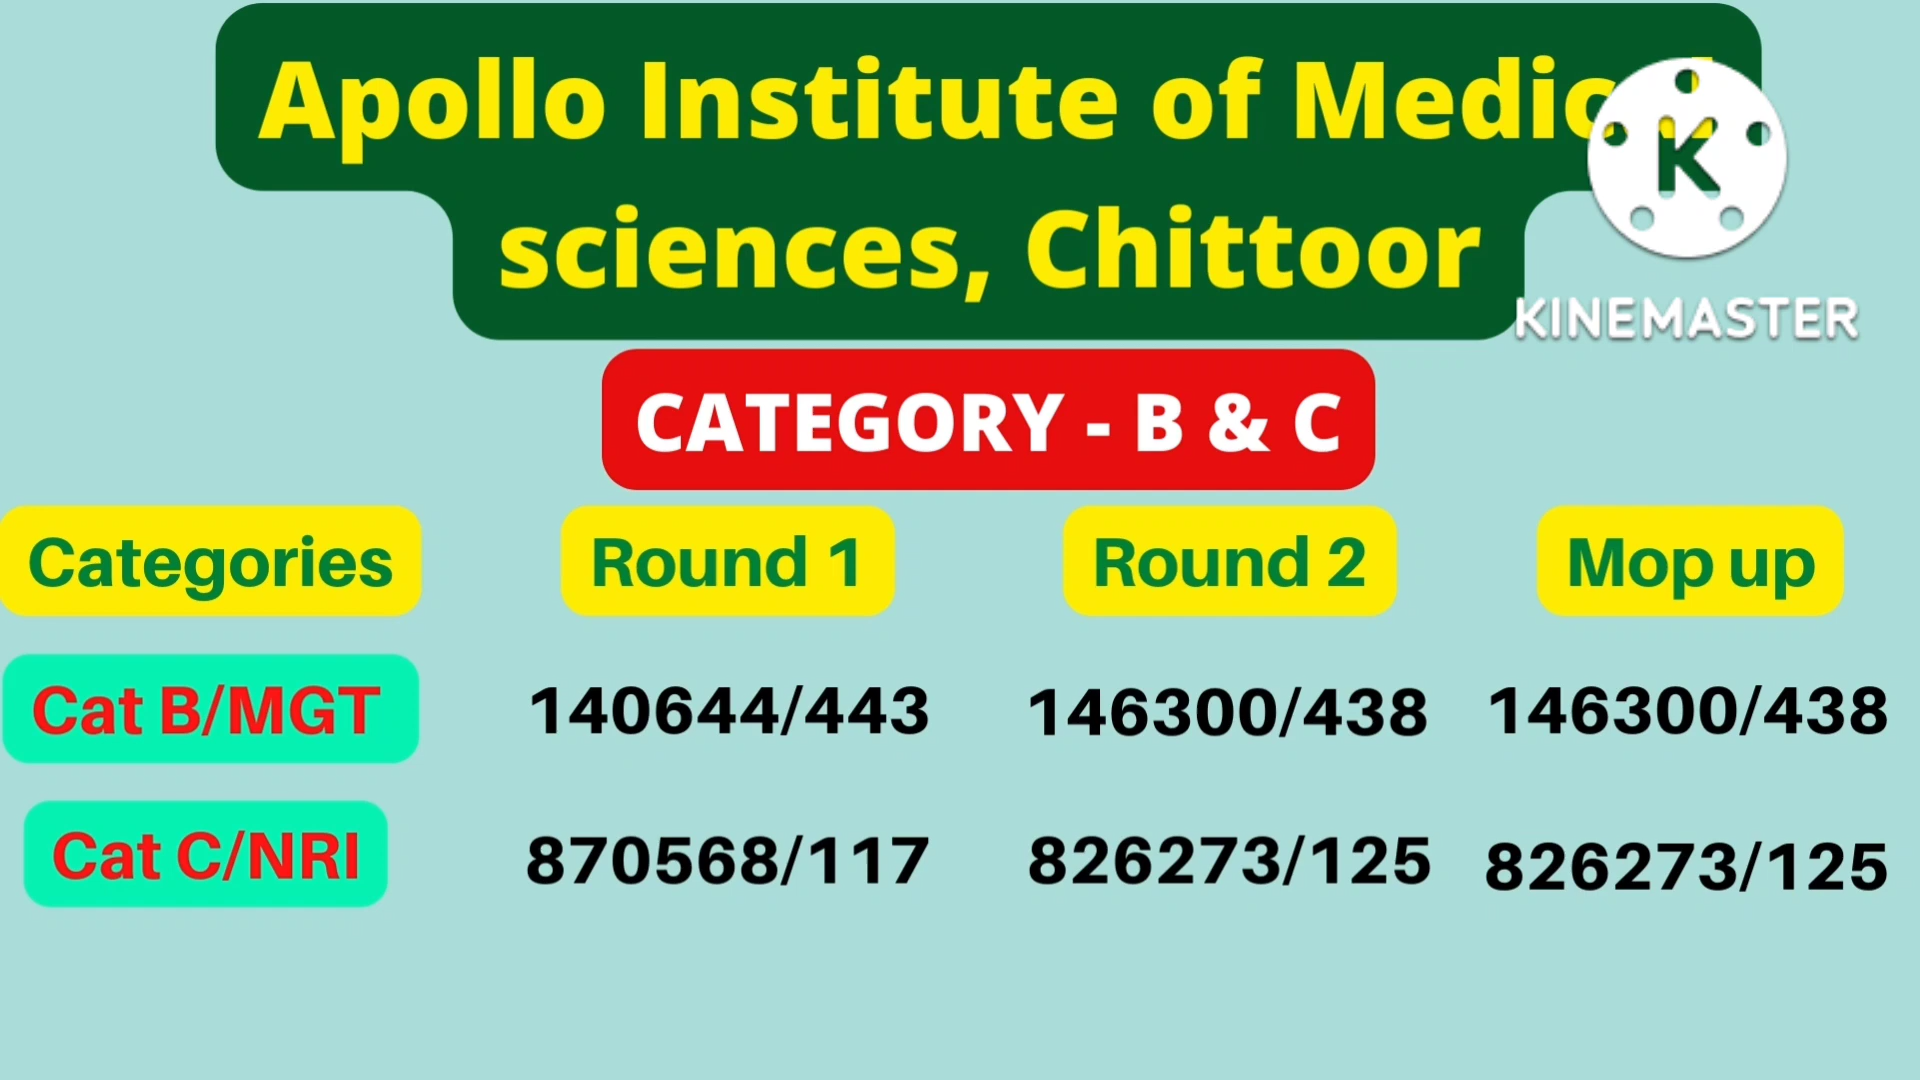 Apollo Institute of Medical
sciences, Chittoor
K
KINEMASTER
CATEGORY - B & C
Categories Round 1 Round 2 Mop up
Cat B/MGT 140644/443 146300/438 146300/438
Cat C/NRI 870568/117 826273/125 826273/125